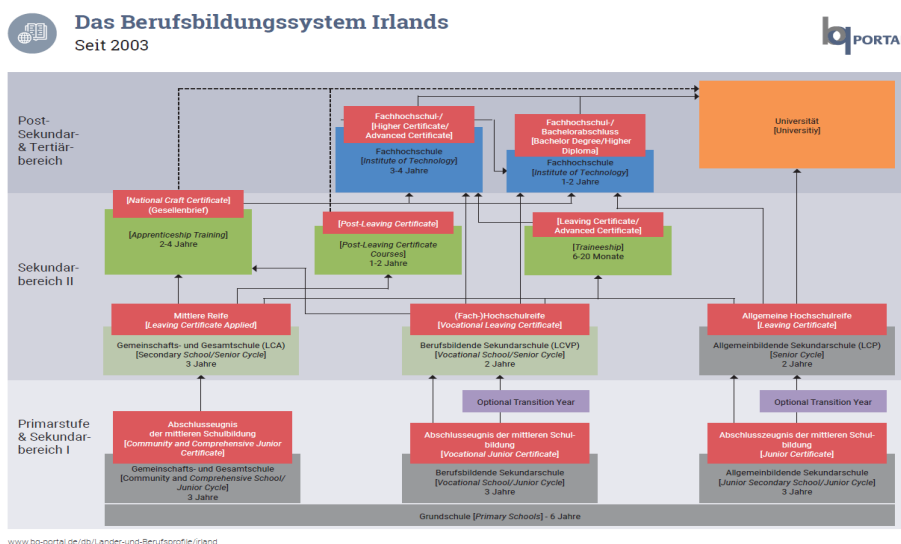 Das Berufsbildungssystem Irlands
Seit 2003
bq PORTA
Post-
Sekundar-
& Tertiär-
bereich
Fachhochschul-/
[Higher Certificate/
Advanced Certificate]
Fachhochschule
[Institute of Technology]
3-4 Jahre
Fachhochschul-/
Bachelorabschluss
[Bachelor Degree/Higher
Diploma]
Fachhochschule
[Institute of Technology]
1-2 Jahre
Universität
[Universitiy]
Sekundar-
bereich II
[National Craft Certificate]
(Gesellenbrief)
[Apprenticeship Training]
2-4 Jahre
[Post-Leaving Certificate]
[Post-Leaving Certificate
Courses]
1-2 Jahre
[Leaving Certificate/
Advanced Certificate]
[Traineeship]
6-20 Monate
Mittlere Reife
[Leaving Certificate Applied]
Gemeinschafts- und Gesamtschule (LCA)
[Secondary School/Senior Cycle]
3 Jahre
(Fach-)Hochschulreife
[Vocational Leaving Certificate]
Berufsbildende Sekundarschule (LCVP)
[Vocational School/Senior Cycle]
2 Jahre
Allgemeine Hochschulreife
[Leaving Certificate]
Allgemeinbildende Sekundarschule (LCP)
[Senior Cycle]
2 Jahre
Primarstufe
& Sekundar-
bereich I
Optional Transition Year
Optional Transition Year
Abschlusseugnis
der mittleren Schulbildung
[Community and Comprehensive Junior
Certificate]
Gemeinschafts- und Gesamtschule
[Community and Comprehensive School/
Junior Cycle]
3 Jahre
Abschlusseugnis der mittleren Schul-
bildung
[Vocational Junior Certificate]
Berufsbildende Sekundarschule
[Vocational School/Junior Cycle]
3 Jahre
Abschlusszeugnis der mittleren Schul-
bildung
[Junior Certificate]
Allgemeinbildende Sekundarschule
[Junior Secondary School/Junior Cycle]
3 Jahre
Grundschule [Primary Schools] - 6 Jahre
www.bq-portal.de/db/Länder-und-Berufsprofile/irland